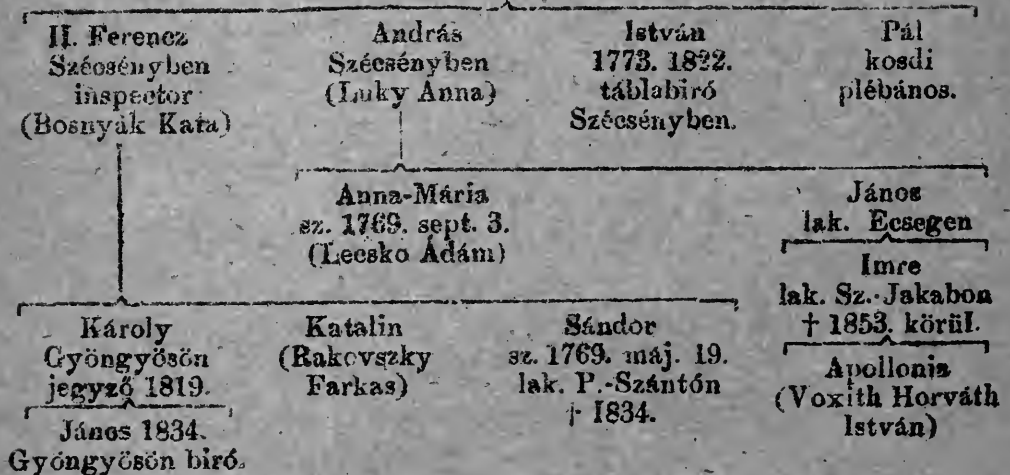 II. Ferencz
Szécsényben
inspector
(Bosnyák Kata)
András
Szécsényben
(Luky Anna)
István
1773. 1822.
táblabiró
Szécsényben.
Pál
kosdi
plébános.
Anna-Mária
sz. 1769. sept. 3.
(Lecsko Ádám)
János
lak. Ecsegen
Imre
lak. Sz.-Jakabon
† 1853. körül.
Apollonia
(Voxith Horváth
István)
Károly
Gyöngyösön
jegyző 1819.
János 1834.
Gyöngyösön biró.
Katalin
(Rakovszky
Farkas)
Sándor
sz. 1769. máj. 19.
lak. P.-Szántón
† 1834.